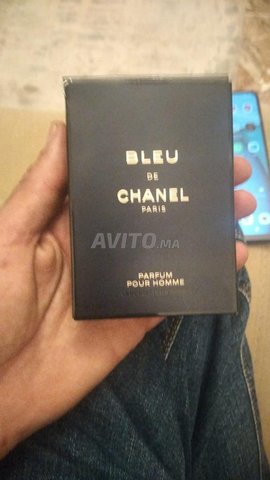 BLEU
DE
CHANEL
PARIS
AVITO.ma
PARFUM
POUR HOMME